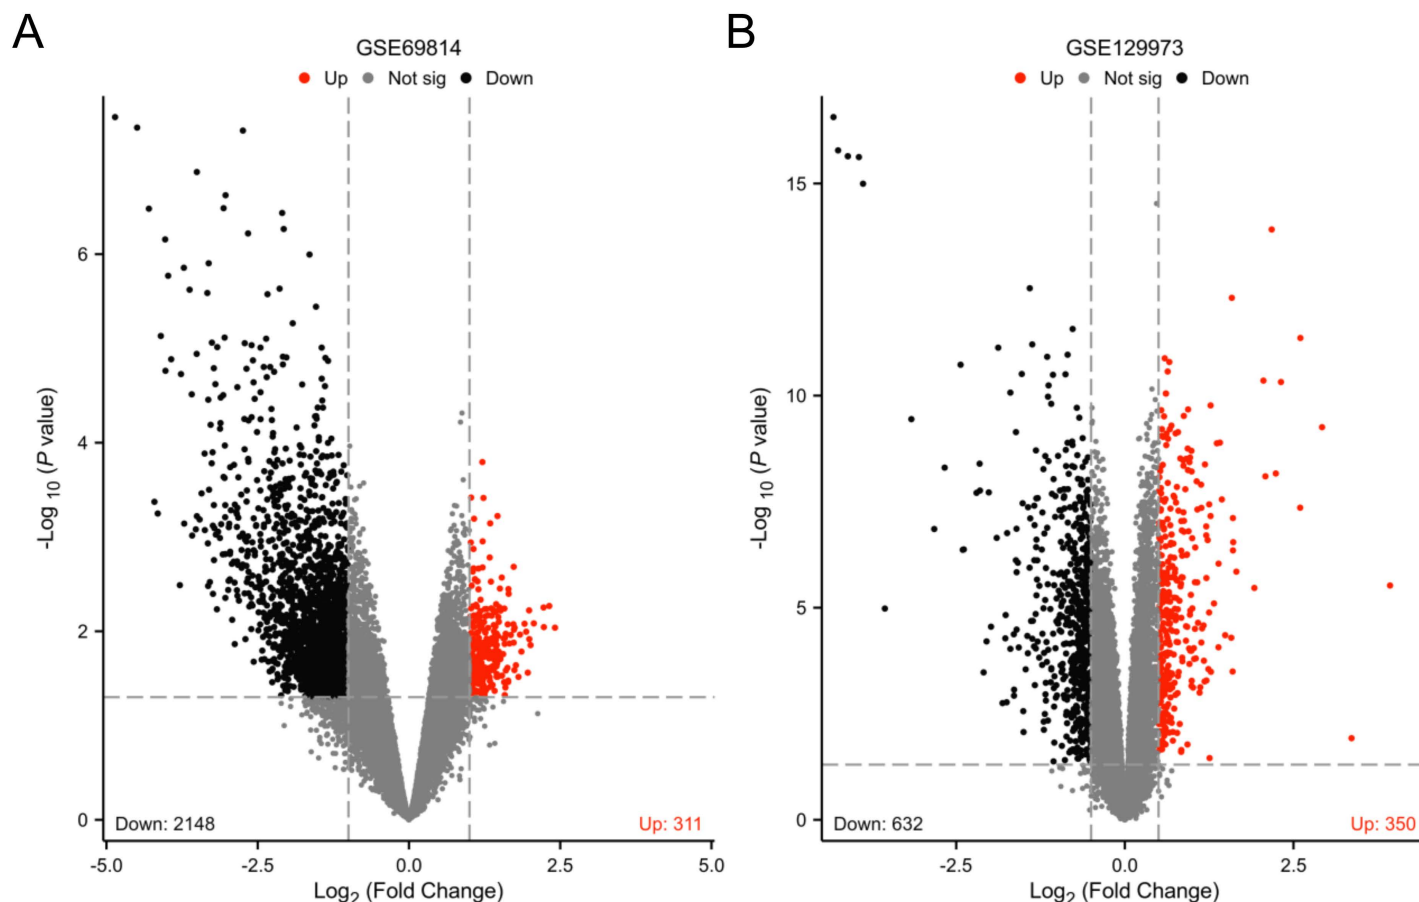 A
GSE69814
Up Not sig Down
6
4
2
0
-Log 10 (P value)
Down: 2148
Up: 311
-5.0 -2.5 0.0 2.5 5.0
Log2 (Fold Change)
B
GSE129973
Up Not sig Down
15
10
5
0
-Log 10 (P value)
Down: 632
Up: 350
-2.5 0.0 2.5
Log2 (Fold Change)